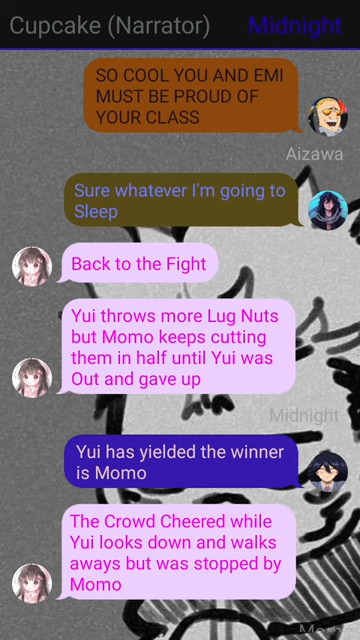 Cupcake (Narrator) Midnight
SO COOL YOU AND EMI
MUST BE PROUD OF
YOUR CLASS
Aizawa
Sure whatever I'm going to
Sleep
Back to the Fight
Yui throws more Lug Nuts
but Momo keeps cutting
them in half until Yui was
Out and gave up
Midnight
Yui has yielded the winner
is Momo
The Crowd Cheered while
Yui looks down and walks
aways but was stopped by
Momo
Momo